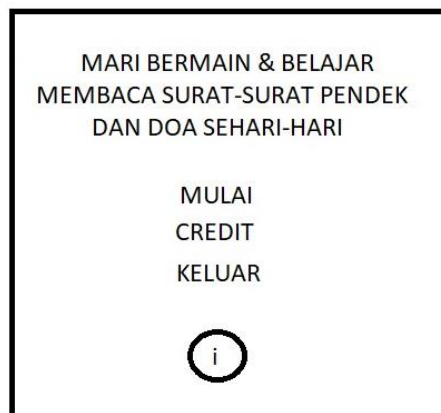 MARI BERMAIN & BELAJAR
MEMBACA SURAT-SURAT PENDEK
DAN DOA SEHARI-HARI
MULAI
CREDIT
KELUAR
i